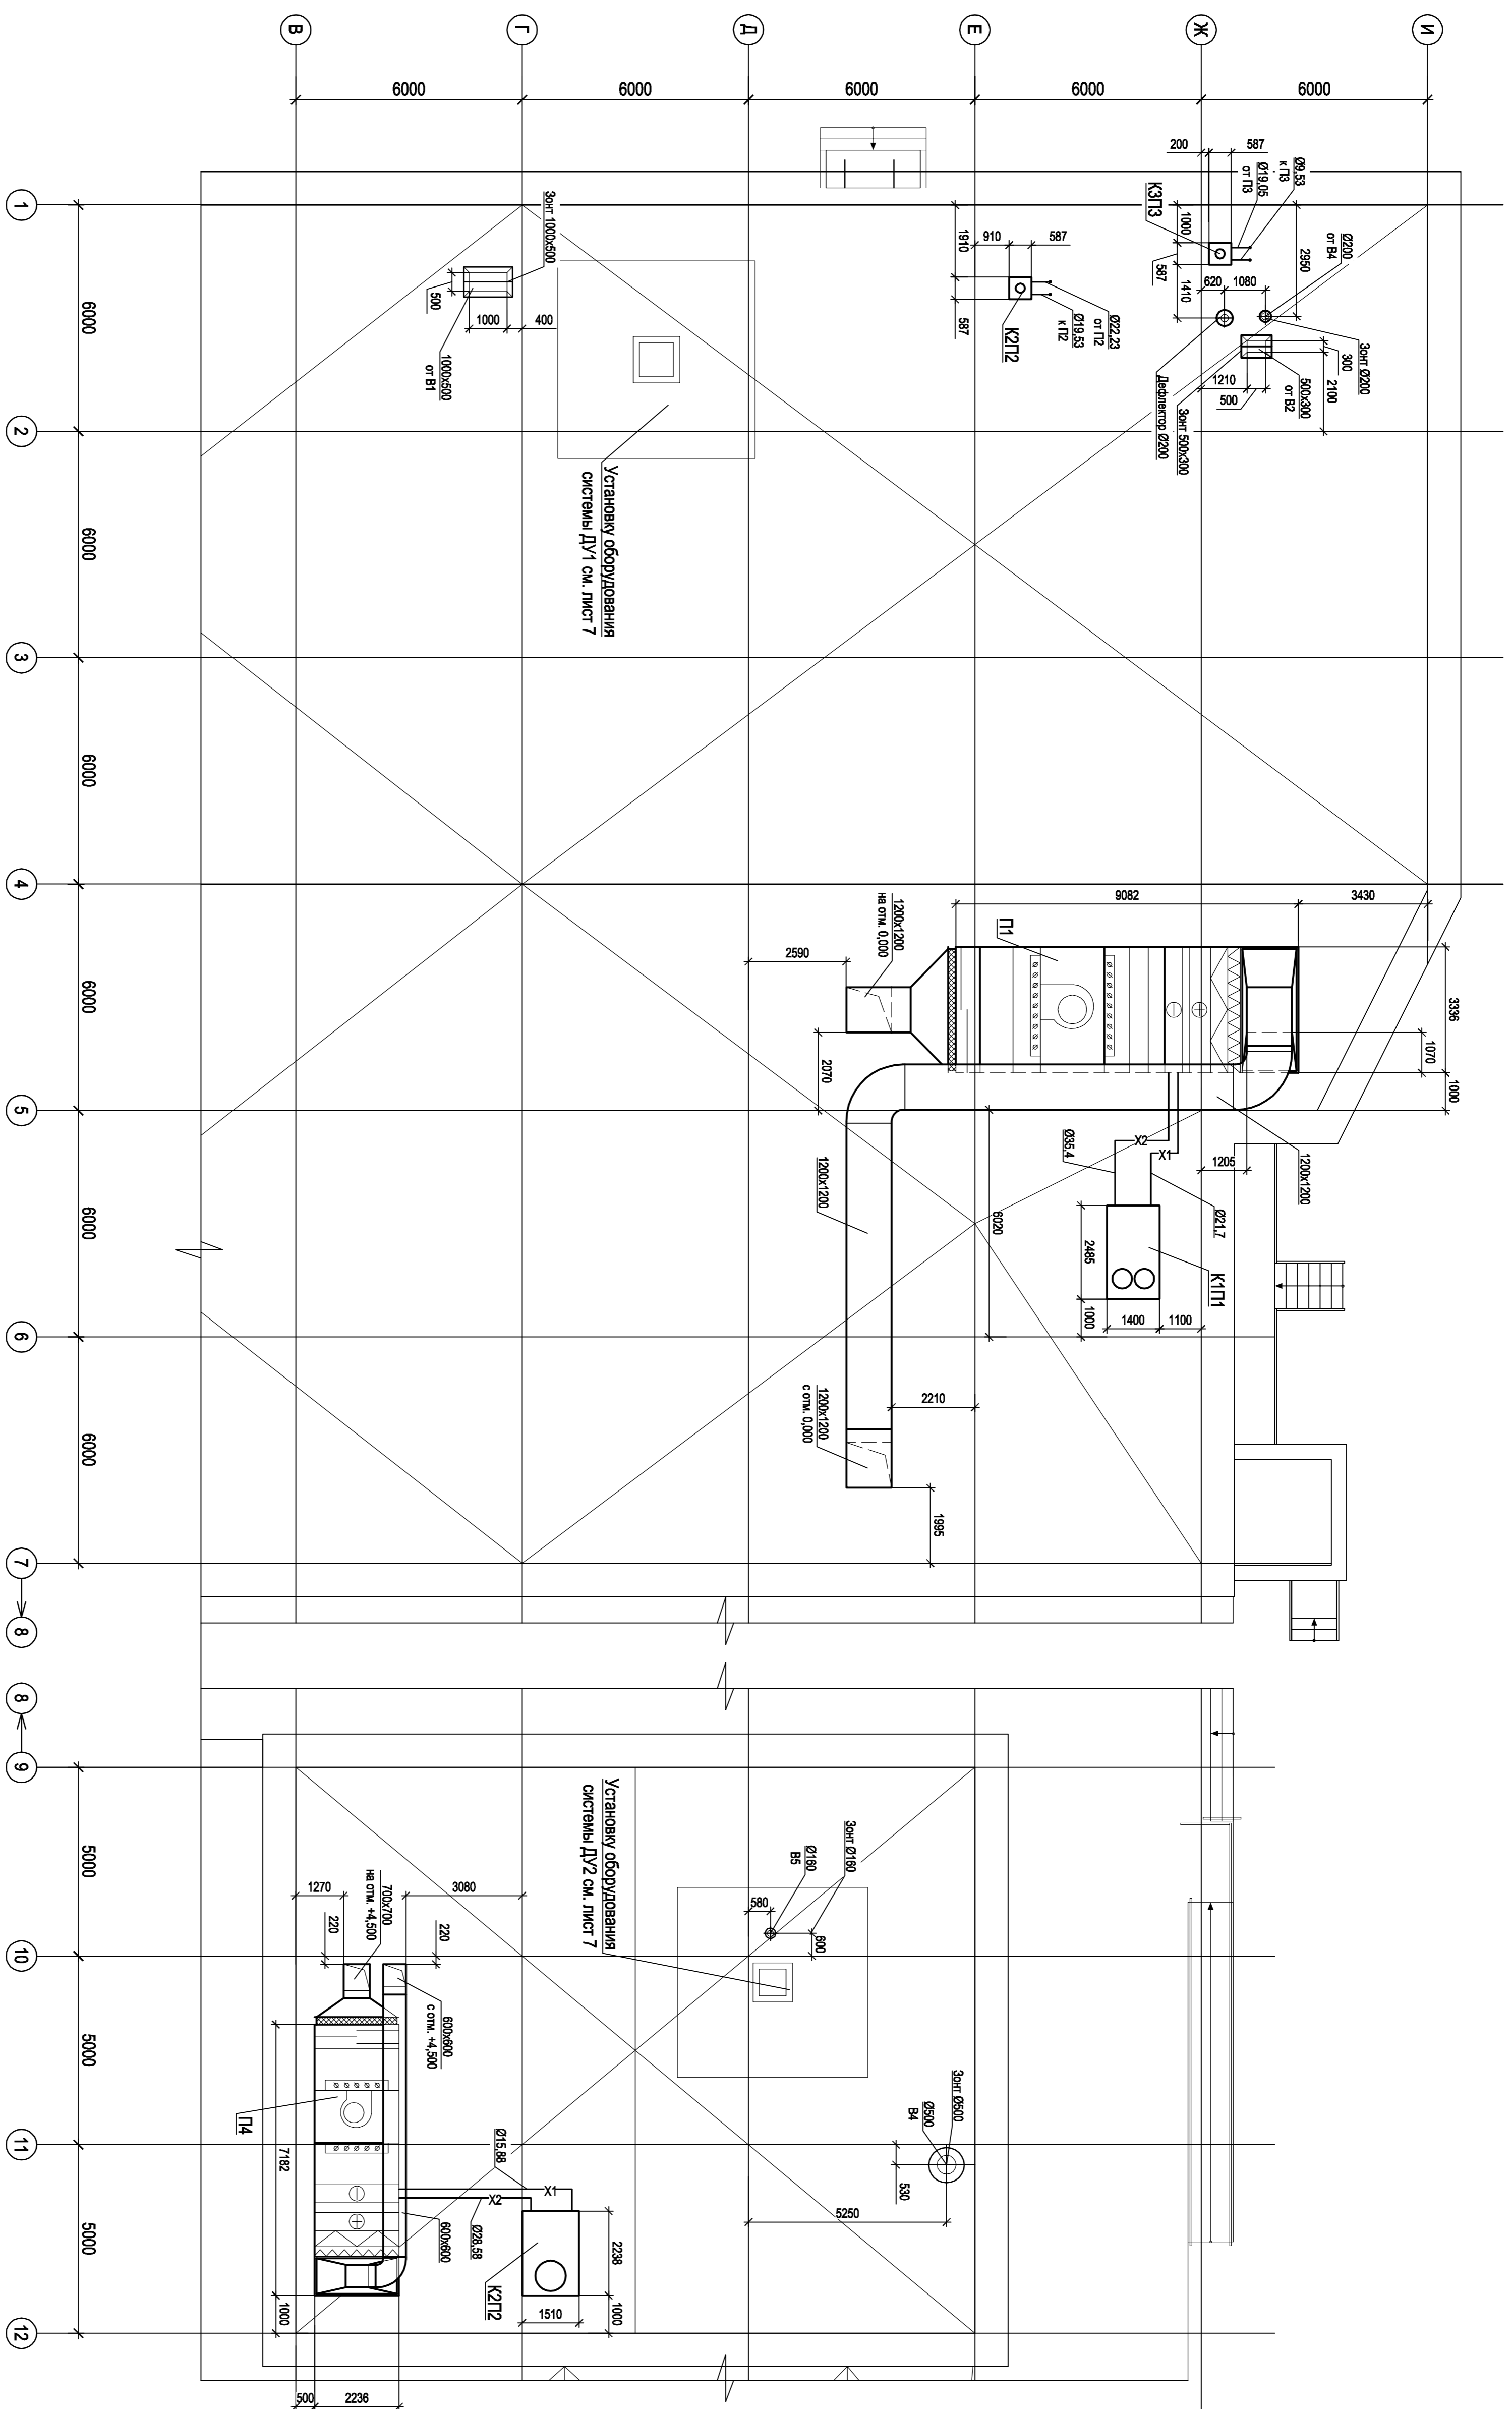 В
Г
Д
Е
Ж
И
6000
6000
6000
6000
6000
1
2
3
4
5
6
7
8
6000
6000
6000
6000
6000
6000
8
9
10
11
12
5000
5000
5000
200
587
Ø9,53
к П3
Ø19,05
от П3
К3П3
1000
587
1410
2950
620
1080
Ø200
от В4
Зонт Ø200
300
2100
500х300
от В2
1210
500
Зонт 500х300
Дефлектор Ø200
1910
910
587
587
Ø22,23
от П2
Ø19,53
к П2
К2П2
Зонт 1000х500
500
1000
400
1000х500
от В1
Установку оборудования
системы ДУ1 см. лист 7
9082
3430
П1
1200х1200
на отм. 0,000
2590
2070
3336
1070
1000
1205
1200х1200
Х2
Х1
Ø35,4
Ø21,7
К1П1
2485
6020
1000
1400
1100
1200х1200
1200х1200
с отм. 0,000
2210
1995
Установку оборудования
системы ДУ2 см. лист 7
Зонт Ø160
Ø160
В5
580
600
Зонт Ø500
Ø500
В4
530
5250
1270
3080
220
220
700х700
на отм. +4,500
600х600
с отм. +4,500
П4
7182
Ø15,88
Х1
Х2
Ø28,58
600х600
К2П2
2238
1000
1510
1000
500
2236